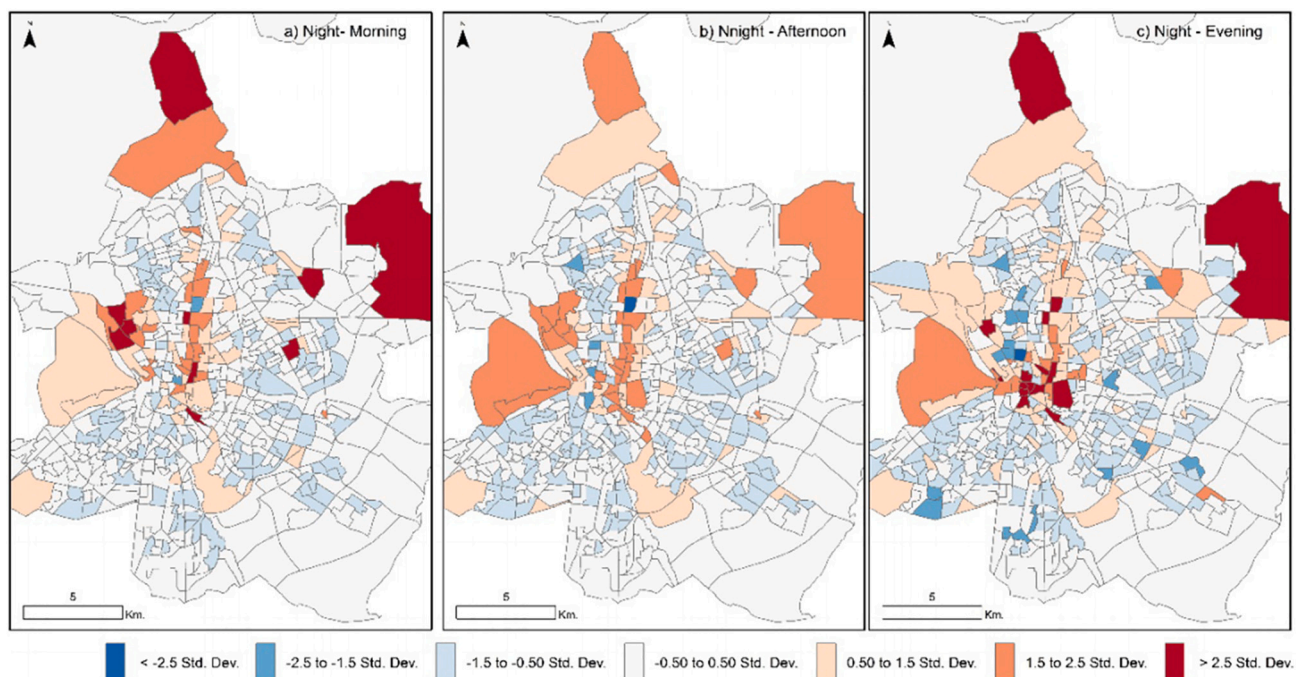 a) Night- Morning
b) Nnight - Afternoon
c) Night - Evening
5
Km.
5
Km.
5
Km.
< -2.5 Std. Dev.
-2.5 to -1.5 Std. Dev.
-1.5 to -0.50 Std. Dev.
-0.50 to 0.50 Std. Dev.
0.50 to 1.5 Std. Dev.
1.5 to 2.5 Std. Dev.
> 2.5 Std. Dev.